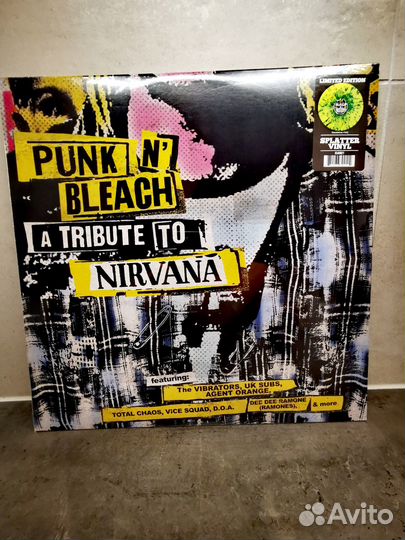 LIMITED EDITION
SPLATTER
VINYL
PUNK N'
BLEACH
A TRIBUTE TO
NIRVANA
featuring:
The VIBRATORS, UK SUBS,
AGENT ORANGE,
TOTAL CHAOS, VICE SQUAD, D.O.A.
DEE DEE RAMONE
(RAMONES),
& more
Avito